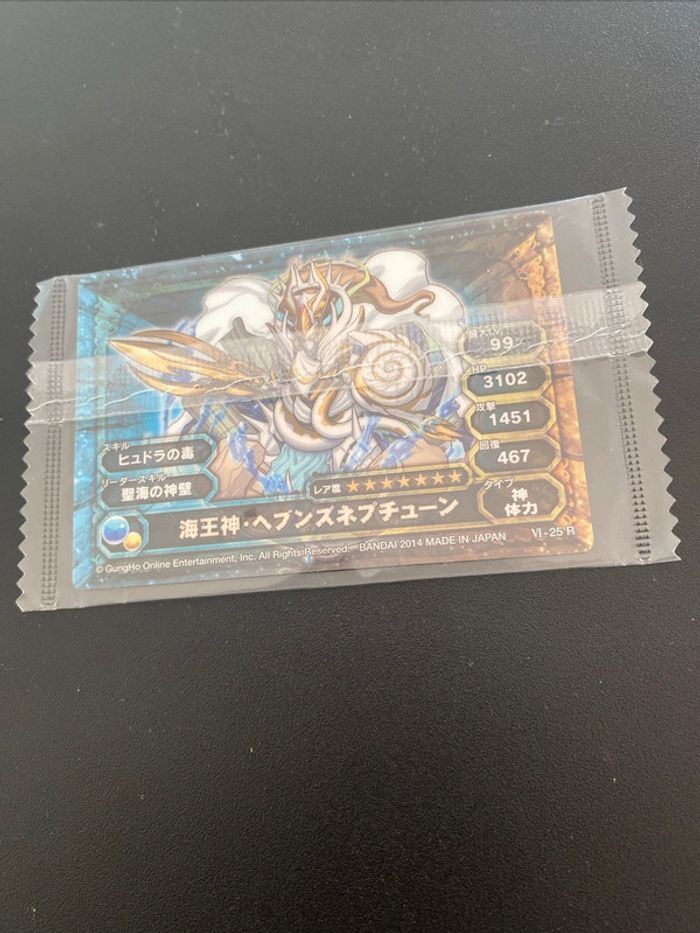 最大Lv.
99
HP
3102
攻撃
1451
回復
467
スキル
ヒュドラの毒
リーダースキル
聖海の神璧
レア度 ★★★★★★★
タイプ
神
体力
海王神・ヘブンズネプチューン
© GungHo Online Entertainment, Inc. All Rights Reserved. BANDAI 2014 MADE IN JAPAN
VI-25 R